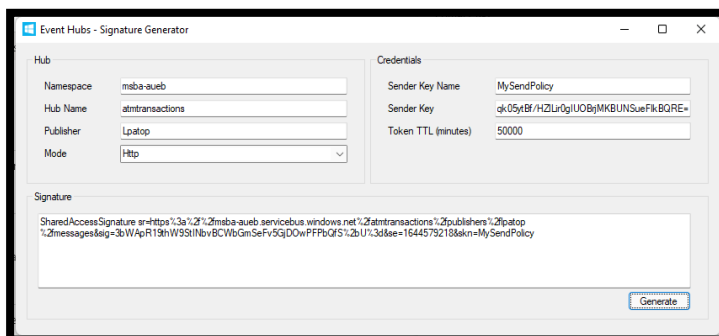 Event Hubs - Signature Generator
Hub
Namespace
msba-aueb
Hub Name
atmtransactions
Publisher
Lpatop
Mode
Http
Credentials
Sender Key Name
MySendPolicy
Sender Key
qk05ytBf/HZlLir0gIUOBrjMKBUNSueFlkBQRE=
Token TTL (minutes)
50000
Signature
SharedAccessSignature sr=https%3a%2f%2fmsba-aueb.servicebus.windows.net%2fatmtransactions%2fpublishers%2flpatop
%2fmessages&sig=3bWApR19thW9StINbvBCWbGmSeFv5GjDOwPFPbQfS%2bU%3d&se=1644579218&skn=MySendPolicy
Generate